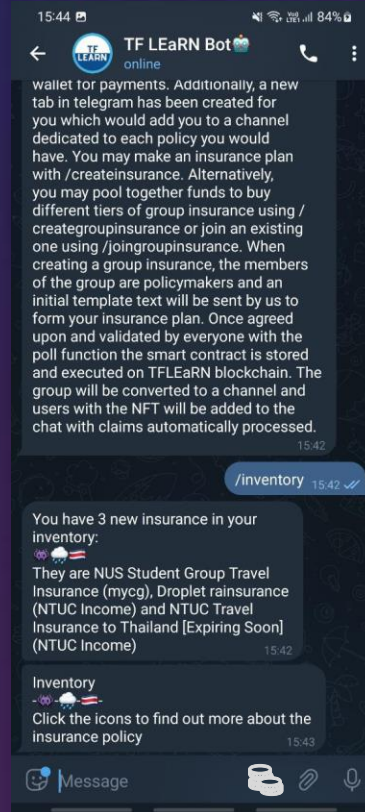 15:44
84%
TF LEARN
TF LEaRN Bot🤖
online
wallet for payments. Additionally, a new
tab in telegram has been created for
you which would add you to a channel
dedicated to each policy you would
have. You may make an insurance plan
with /createinsurance. Alternatively,
you may pool together funds to buy
different tiers of group insurance using /
creategroupinsurance or join an existing
one using /joingroupinsurance. When
creating a group insurance, the members
of the group are policymakers and an
initial template text will be sent by us to
form your insurance plan. Once agreed
upon and validated by everyone with the
poll function the smart contract is stored
and executed on TFLEaRN blockchain. The
group will be converted to a channel and
users with the NFT will be added to the
chat with claims automatically processed.
15:42
/inventory 15:42
You have 3 new insurance in your
inventory:
👾🌧🇹🇭
They are NUS Student Group Travel
Insurance (mycg), Droplet rainsurance
(NTUC Income) and NTUC Travel
Insurance to Thailand [Expiring Soon]
(NTUC Income)
15:42
Inventory
-👾-🌧-🇹🇭-
Click the icons to find out more about the
insurance policy
15:43
Message